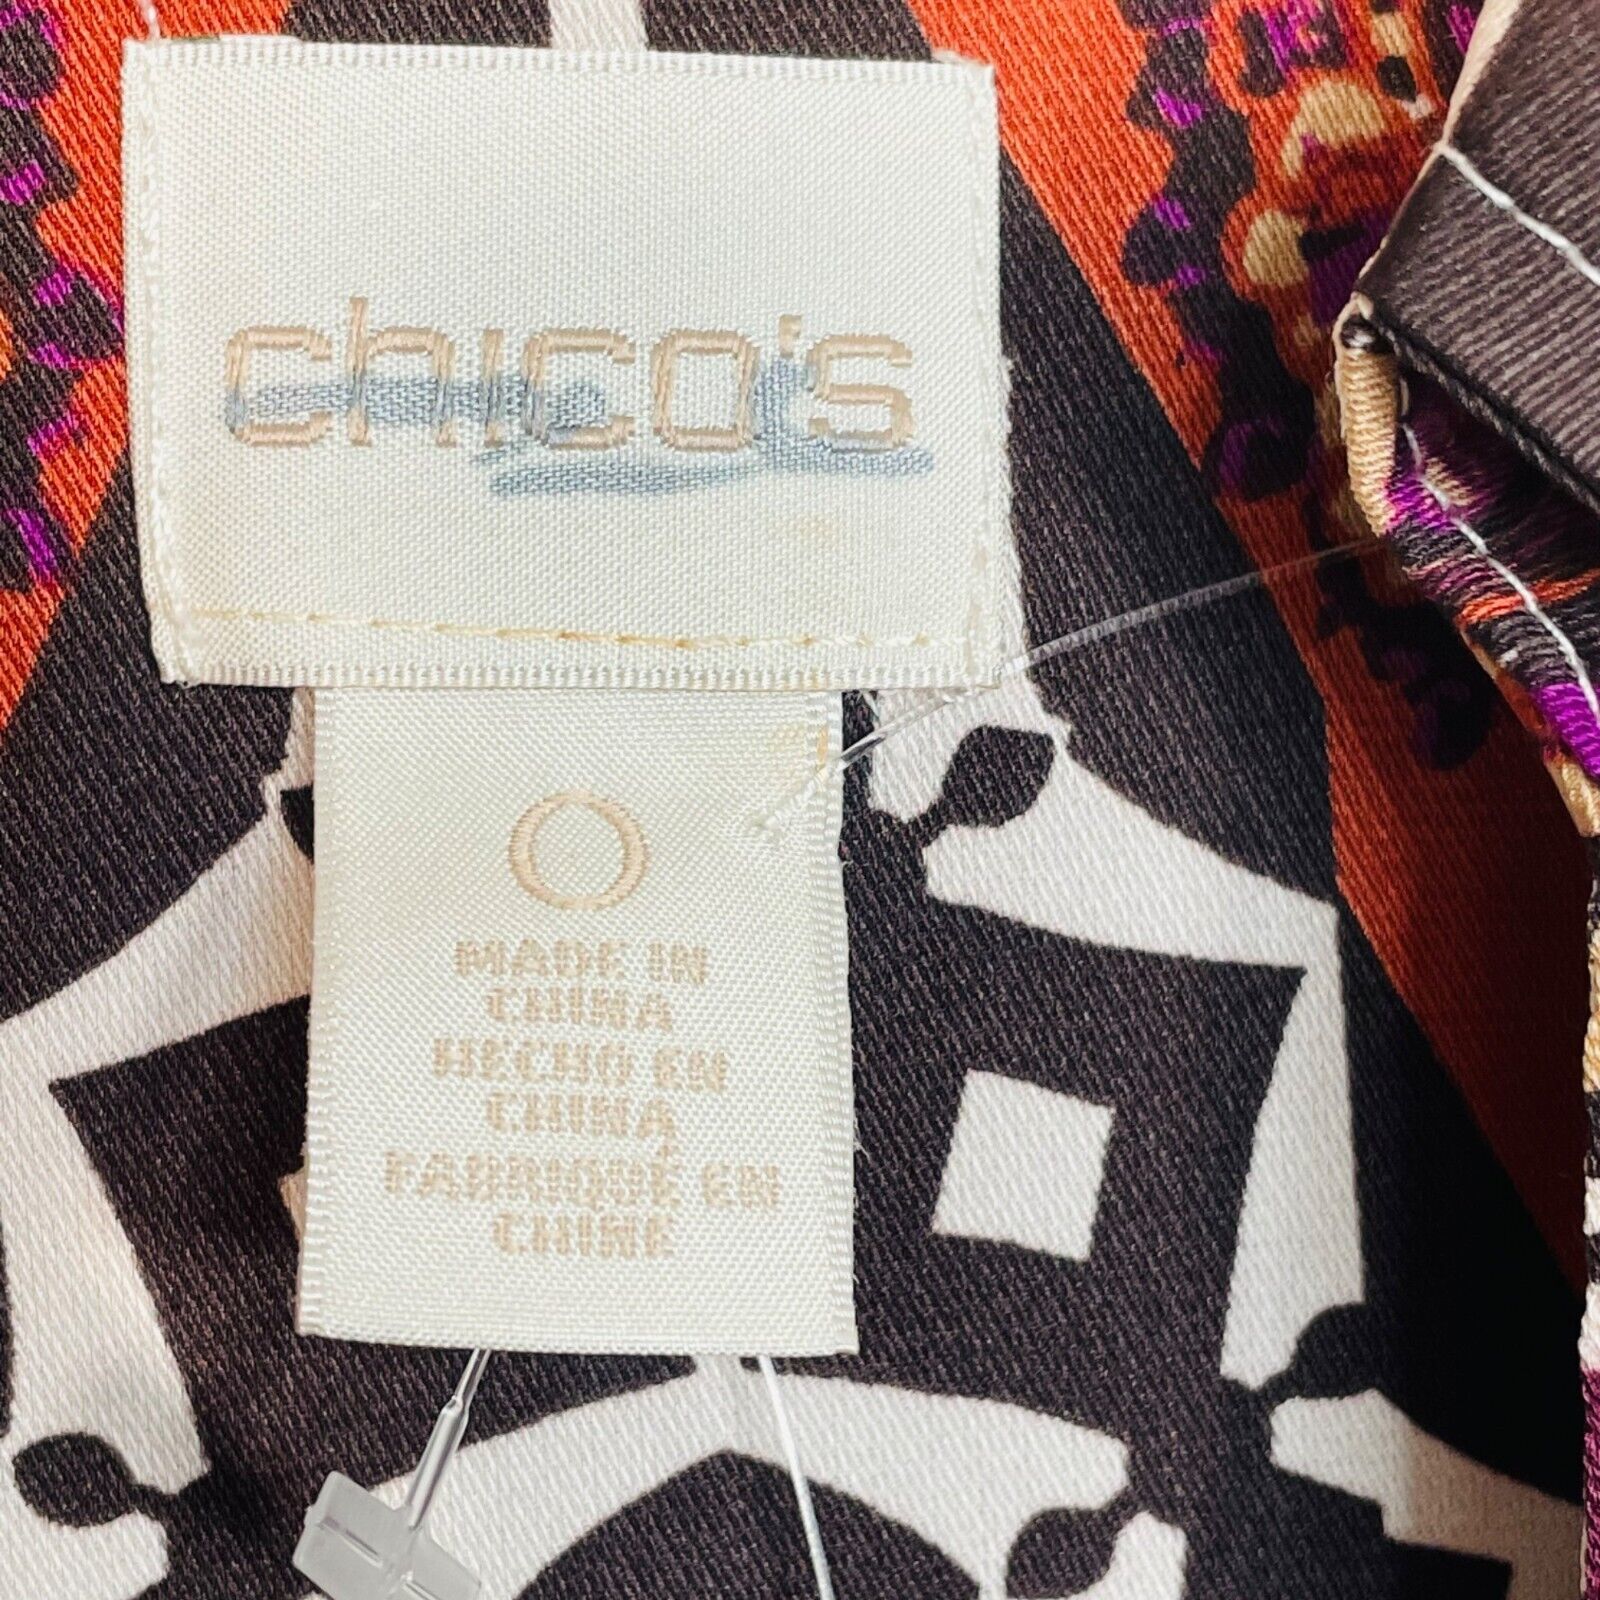 chico's
0
MADE IN
CHINA
HECHO EN
CHINA
FABRIQUÉ EN
CHINE